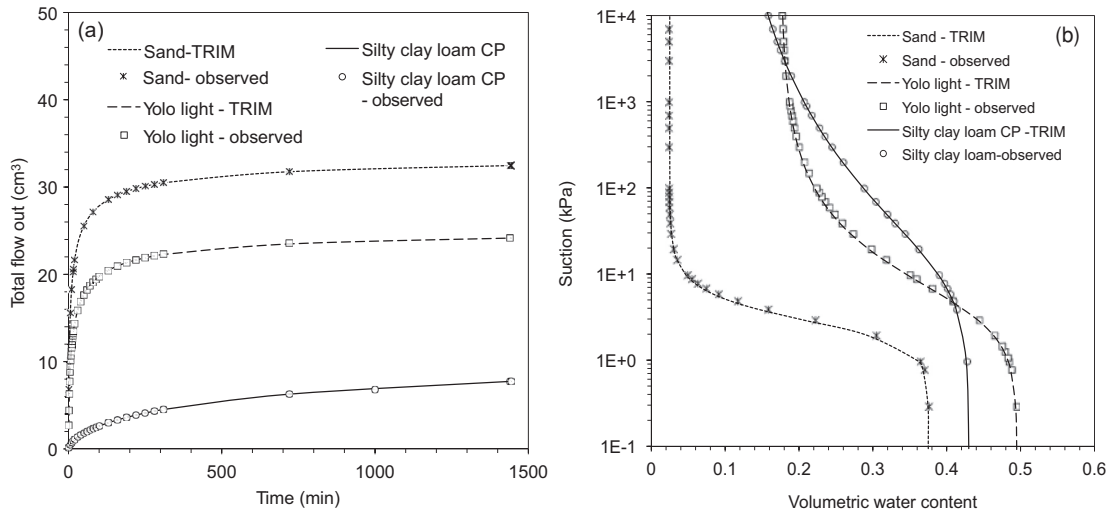 (a)
Sand-TRIM
Sand- observed
Yolo light - TRIM
Yolo light - observed
Silty clay loam CP
Silty clay loam CP
- observed
50
40
30
20
10
0
Total flow out (cm³)
0
500
1000
1500
Time (min)
(b)
Sand - TRIM
Sand - observed
Yolo light - TRIM
Yolo light - observed
Silty clay loam CP -TRIM
Silty clay loam-observed
1E+4
1E+3
1E+2
1E+1
1E+0
1E-1
Suction (kPa)
0
0.1
0.2
0.3
0.4
0.5
0.6
Volumetric water content